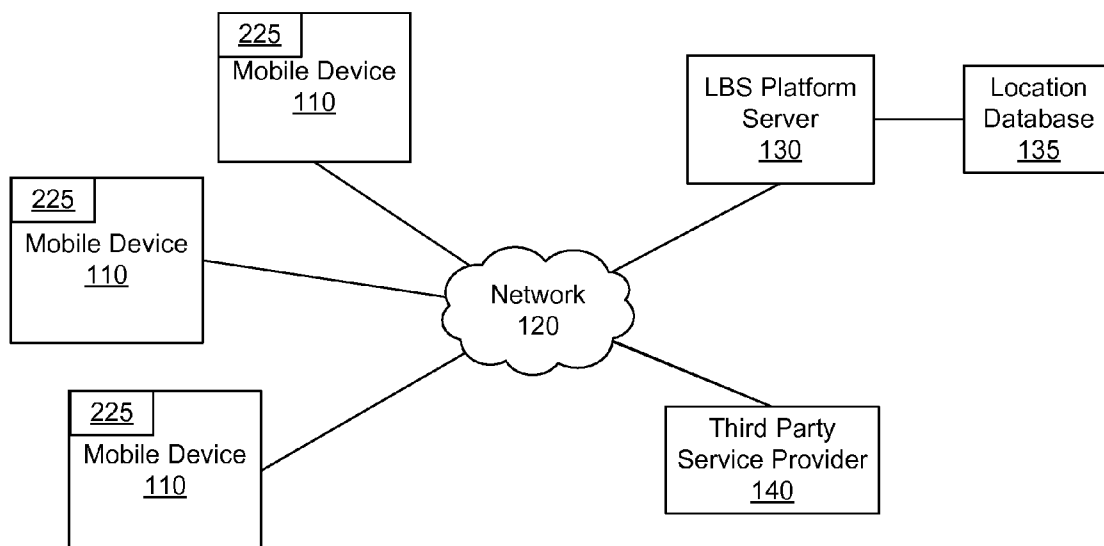 225
Mobile Device
110
LBS Platform
Server
130
Location
Database
135
225
Mobile Device
110
Network
120
225
Mobile Device
110
Third Party
Service Provider
140